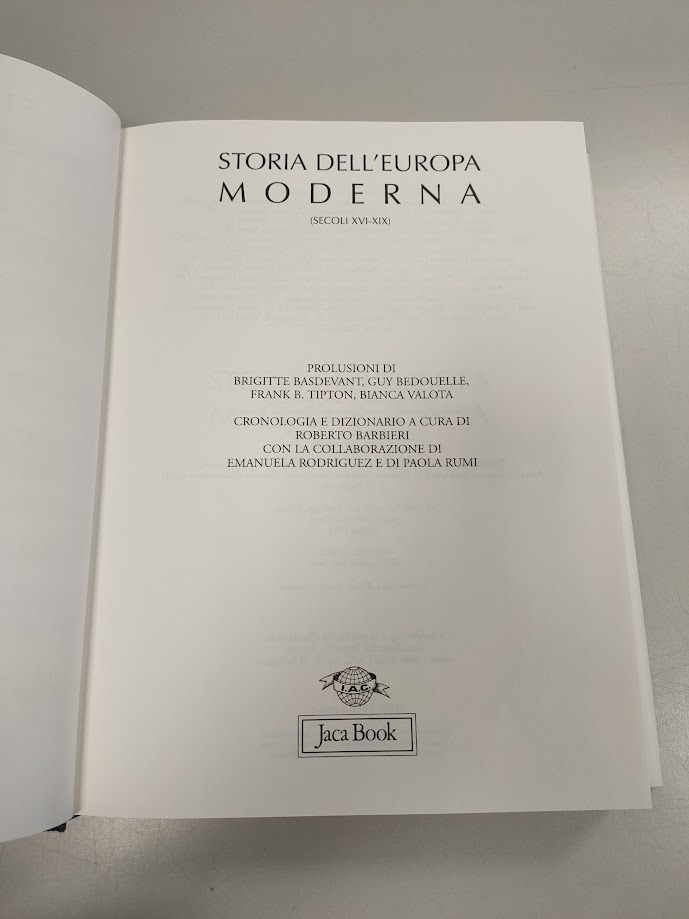 STORIA DELL'EUROPA
MODERNA
(SECOLI XVI-XIX)
PROLUSIONI DI
BRIGITTE BASDEVANT, GUY BEDOUELLE,
FRANK B. TIPTON, BIANCA VALOTA
CRONOLOGIA E DIZIONARIO A CURA DI
ROBERTO BARBIERI
CON LA COLLABORAZIONE DI
EMANUELA RODRIGUEZ E DI PAOLA RUMI
I.A.C.
Jaca Book